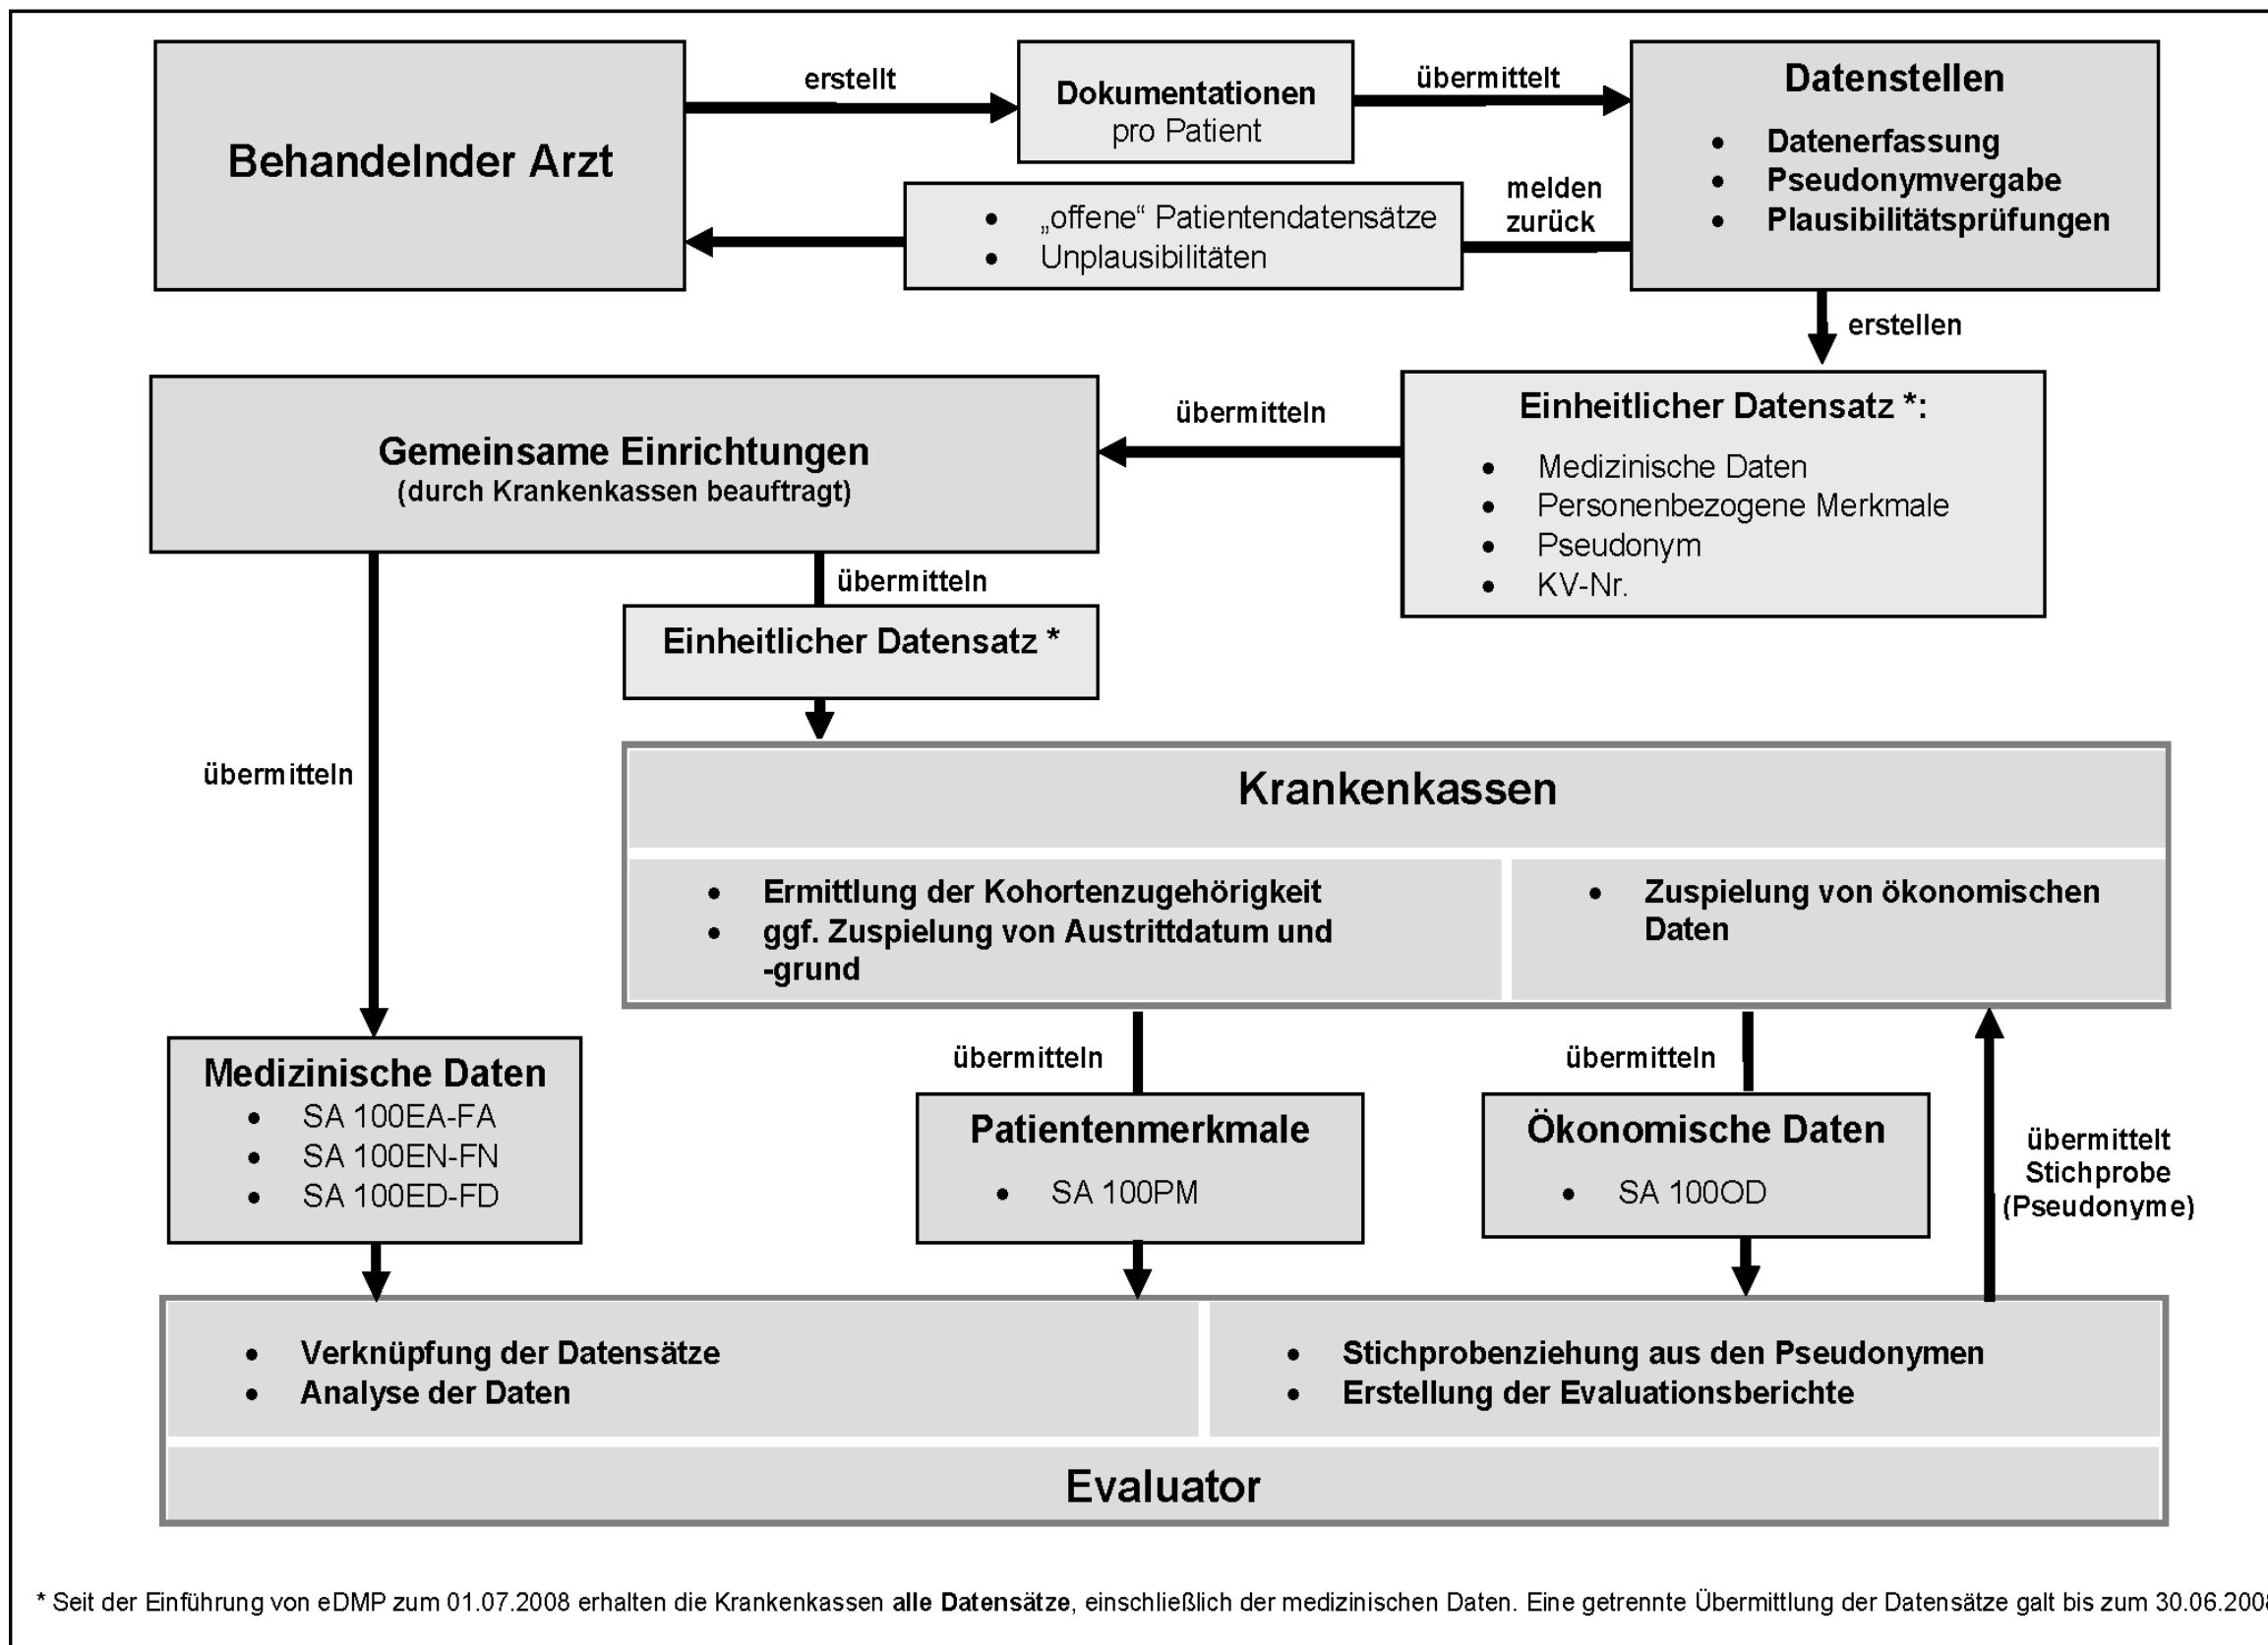 erstellt
übermittelt
Behandelnder Arzt
Dokumentationen
pro Patient
Datenstellen
• Datenerfassung
• Pseudonymvergabe
• Plausibilitätsprüfungen
melden
zurück
• „offene“ Patientendatensätze
• Unplausibilitäten
erstellen
Einheitlicher Datensatz *:
• Medizinische Daten
• Personenbezogene Merkmale
• Pseudonym
• KV-Nr.
übermitteln
Gemeinsame Einrichtungen
(durch Krankenkassen beauftragt)
übermitteln
Einheitlicher Datensatz *
übermitteln
Krankenkassen
• Ermittlung der Kohortenzugehörigkeit
• ggf. Zuspielung von Austrittdatum und
-grund
• Zuspielung von ökonomischen
Daten
Medizinische Daten
• SA 100EA-FA
• SA 100EN-FN
• SA 100ED-FD
übermitteln
Patientenmerkmale
• SA 100PM
übermitteln
Ökonomische Daten
• SA 100OD
übermittelt
Stichprobe
(Pseudonyme)
• Verknüpfung der Datensätze
• Analyse der Daten
• Stichprobenziehung aus den Pseudonymen
• Erstellung der Evaluationsberichte
Evaluator
* Seit der Einführung von eDMP zum 01.07.2008 erhalten die Krankenkassen alle Datensätze, einschließlich der medizinischen Daten. Eine getrennte Übermittlung der Datensätze galt bis zum 30.06.2008